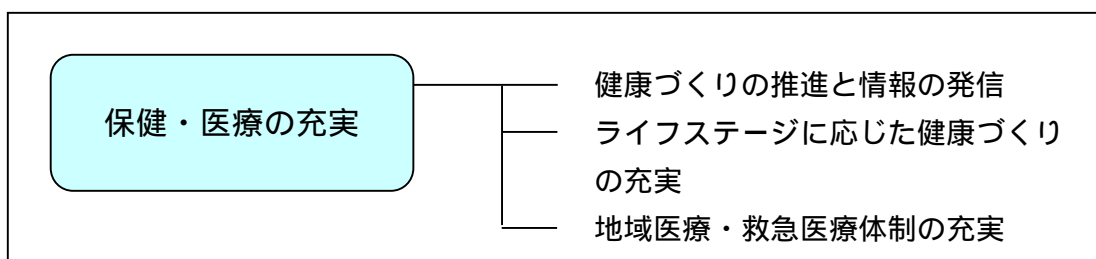 保健・医療の充実
健康づくりの推進と情報の発信
ライフステージに応じた健康づくり
の充実
地域医療・救急医療体制の充実